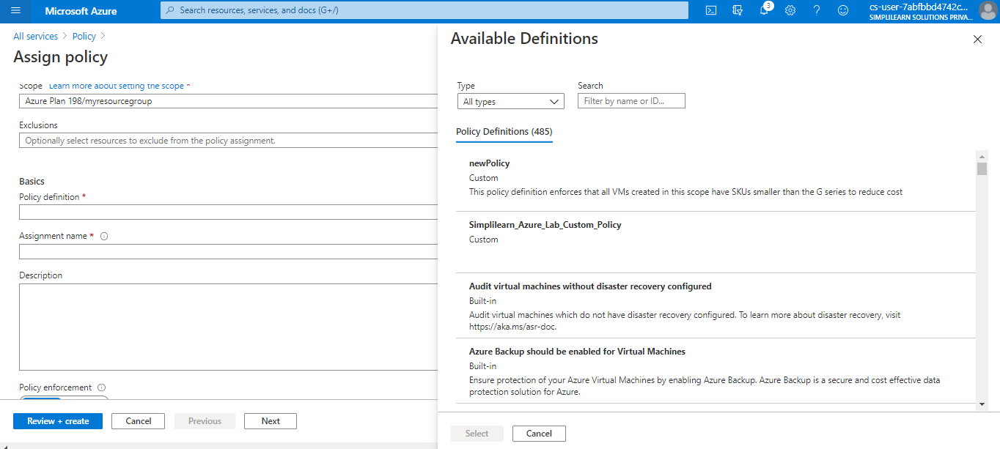 Microsoft Azure
Search resources, services, and docs (G+/)
3
cs-user-7abfbbd4742c...
SIMPLILEARN SOLUTIONS PRIVA...
All services > Policy >
Assign policy
Scope Learn more about setting the scope *
Azure Plan 198/myresourcegroup
Exclusions
Optionally select resources to exclude from the policy assignment.
Basics
Policy definition *
Assignment name *
Description
Policy enforcement
Review + create
Cancel
Previous
Next
Available Definitions
Type
Search
All types
Filter by name or ID...
Policy Definitions (485)
newPolicy
Custom
This policy definition enforces that all VMs created in this scope have SKUs smaller than the G series to reduce cost
Simplilearn_Azure_Lab_Custom_Policy
Custom
Audit virtual machines without disaster recovery configured
Built-in
Audit virtual machines which do not have disaster recovery configured. To learn more about disaster recovery, visit
https://aka.ms/asr-doc.
Azure Backup should be enabled for Virtual Machines
Built-in
Ensure protection of your Azure Virtual Machines by enabling Azure Backup. Azure Backup is a secure and cost effective data
protection solution for Azure.
Select
Cancel